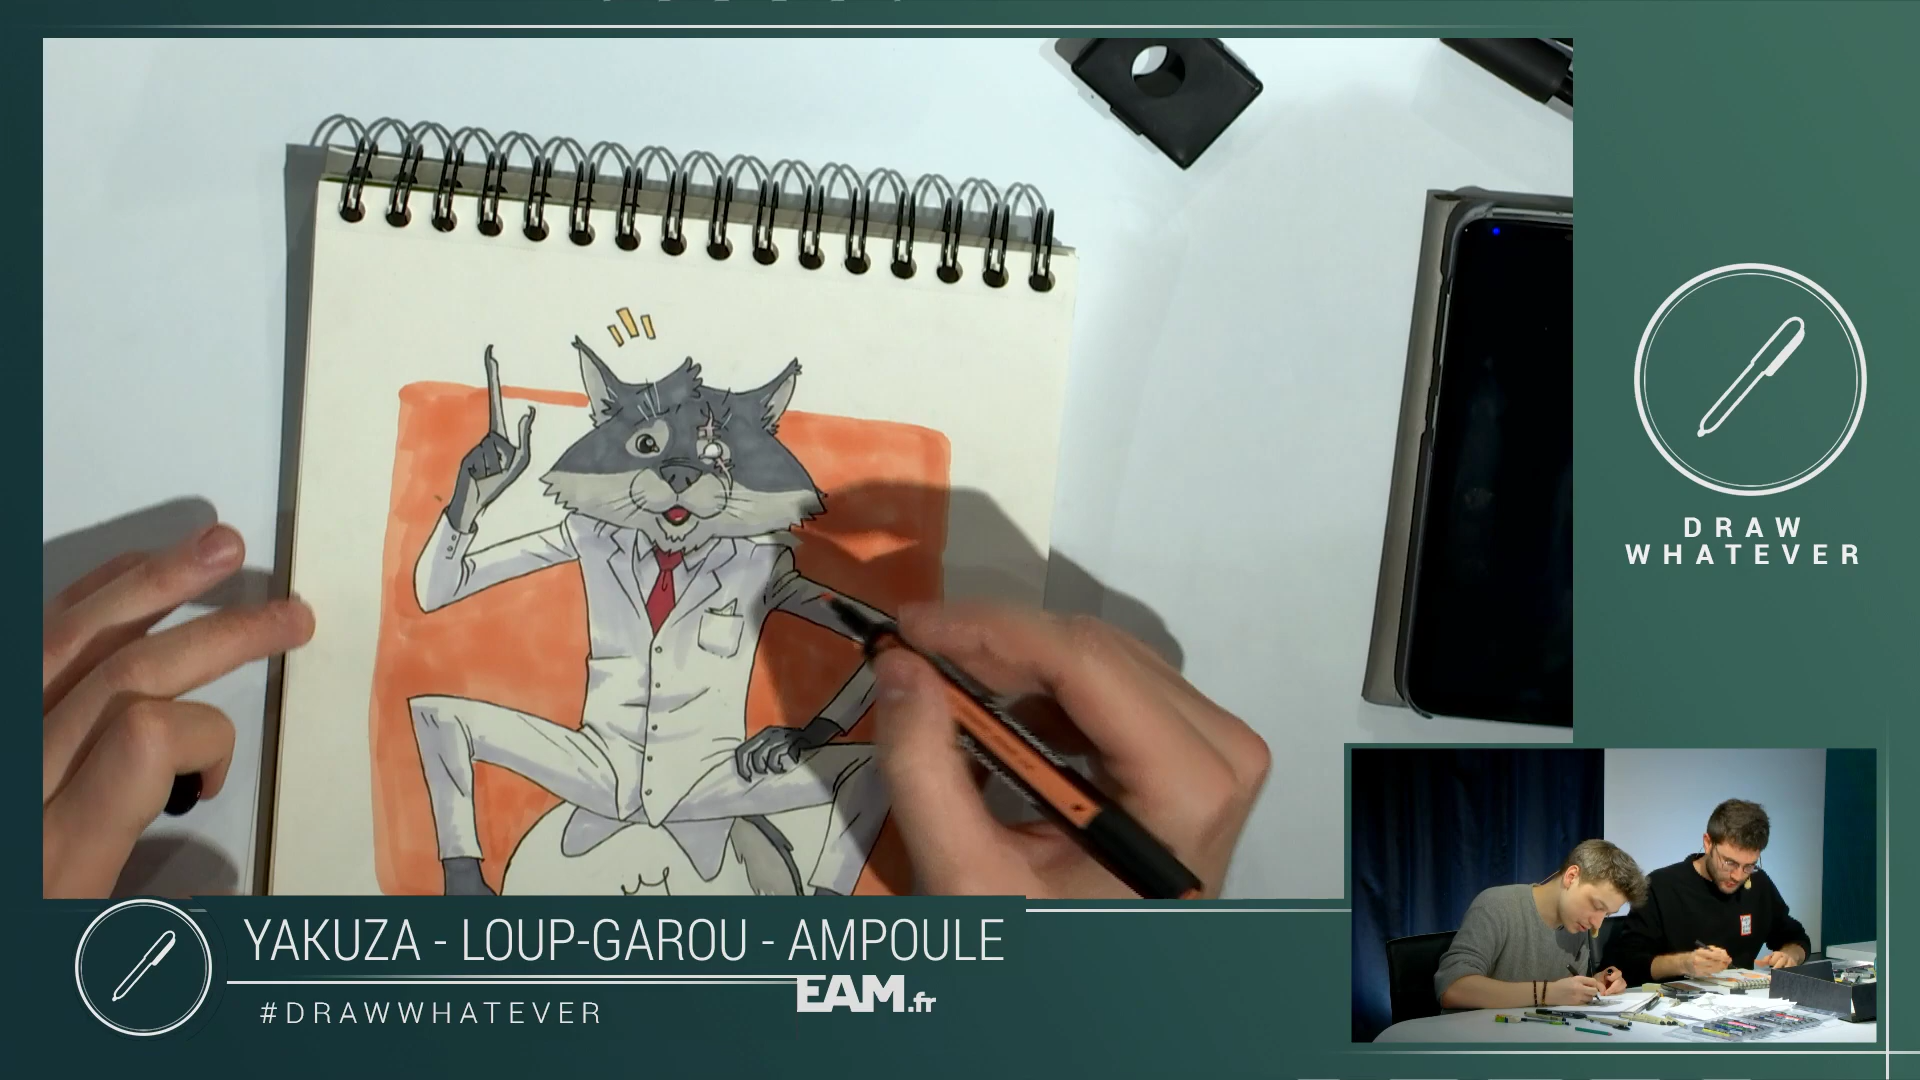 DRAW
WHATEVER
YAKUZA - LOUP-GAROU - AMPOULE
EAM.fr
#DRAWWHATEVER